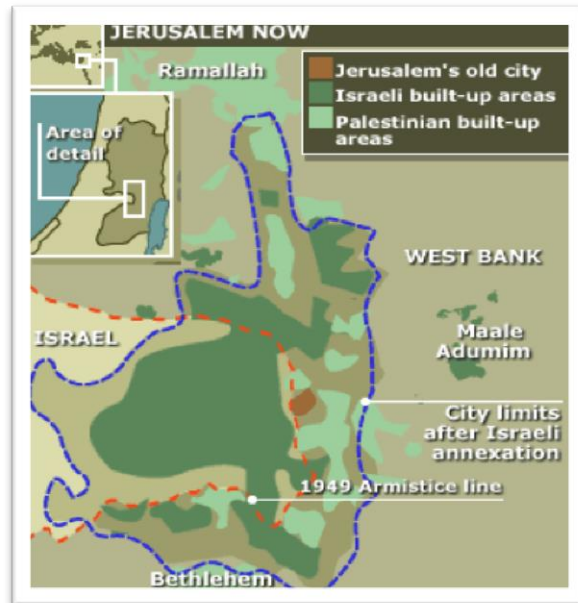 JERUSALEM NOW
Ramallah
Jerusalem's old city
Israeli built-up areas
Palestinian built-up
areas
Area of
detail
WEST BANK
ISRAEL
Maale
Adumim
City limits
after Israeli
annexation
1949 Armistice line
Bethlehem